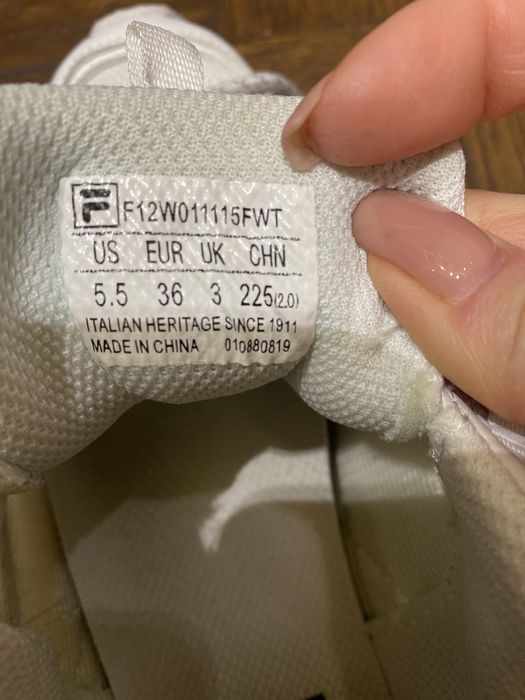 F F12W011115FWT
US EUR UK CHN
5.5 36 3 225(2.0)
ITALIAN HERITAGE SINCE 1911
MADE IN CHINA 010880819